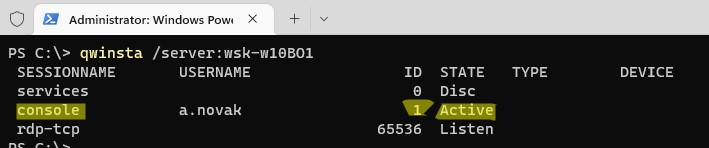 Administrator: Windows Powe
PS C:\> qwinsta /server:wsk-w10BO1
SESSIONNAME USERNAME ID STATE TYPE DEVICE
services 0 Disc
console a.novak 1 Active
rdp-tcp 65536 Listen
PS C:\>